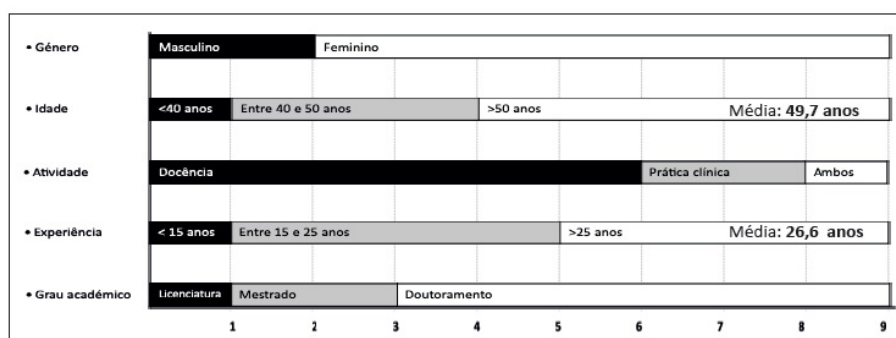 • Género Masculino Feminino
• Idade <40 anos Entre 40 e 50 anos >50 anos Média: 49,7 anos
• Atividade Docência Prática clínica Ambos
• Experiência < 15 anos Entre 15 e 25 anos >25 anos Média: 26,6 anos
• Grau académico Licenciatura Mestrado Doutoramento
1 2 3 4 5 6 7 8 9